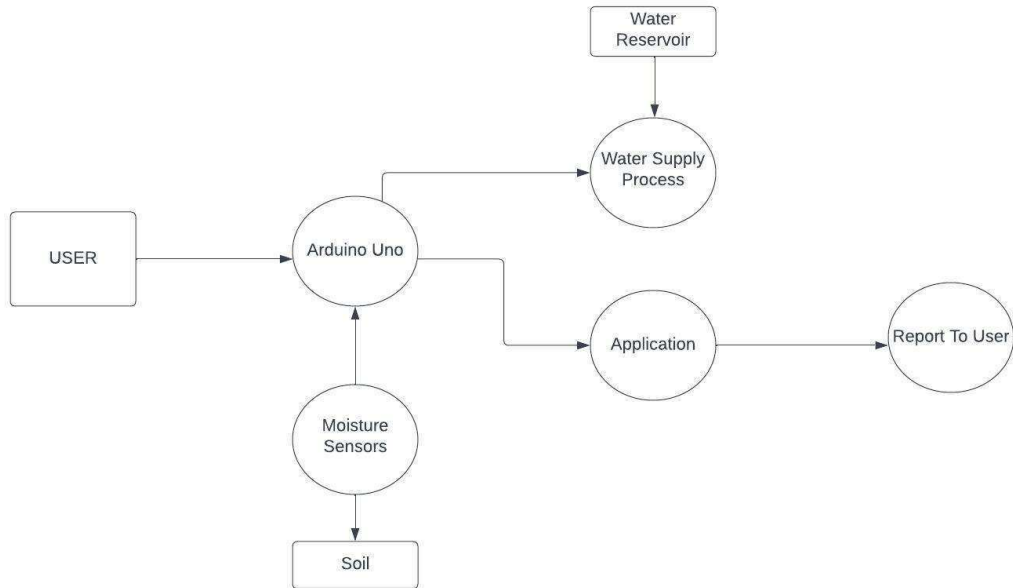 Water
Reservoir
Water Supply
Process
USER
Arduino Uno
Application
Report To User
Moisture
Sensors
Soil